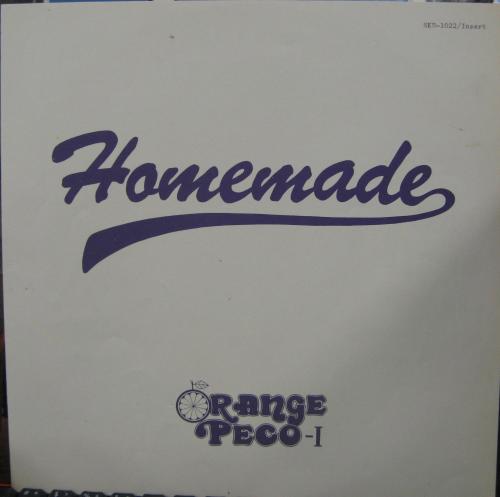 SKS-1022/Insert
Homemade
ORANGE
PECO-I